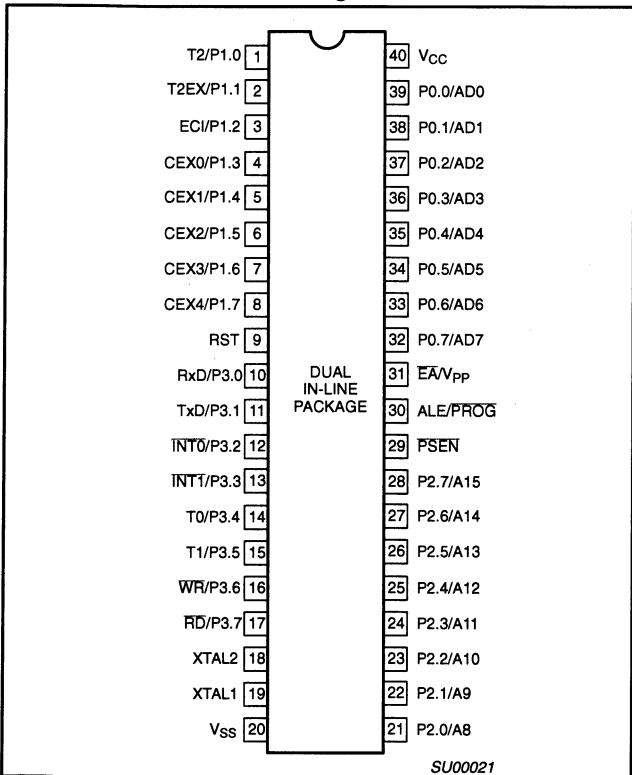 T2/P1.0 1 40 VCC
T2EX/P1.1 2 39 P0.0/AD0
ECI/P1.2 3 38 P0.1/AD1
CEX0/P1.3 4 37 P0.2/AD2
CEX1/P1.4 5 36 P0.3/AD3
CEX2/P1.5 6 35 P0.4/AD4
CEX3/P1.6 7 34 P0.5/AD5
CEX4/P1.7 8 33 P0.6/AD6
RST 9 32 P0.7/AD7
RxD/P3.0 10 DUAL 31 EA/VPP
IN-LINE
TxD/P3.1 11 PACKAGE 30 ALE/PROG
INT0/P3.2 12 29 PSEN
INT1/P3.3 13 28 P2.7/A15
T0/P3.4 14 27 P2.6/A14
T1/P3.5 15 26 P2.5/A13
WR/P3.6 16 25 P2.4/A12
RD/P3.7 17 24 P2.3/A11
XTAL2 18 23 P2.2/A10
XTAL1 19 22 P2.1/A9
VSS 20 21 P2.0/A8
SU00021